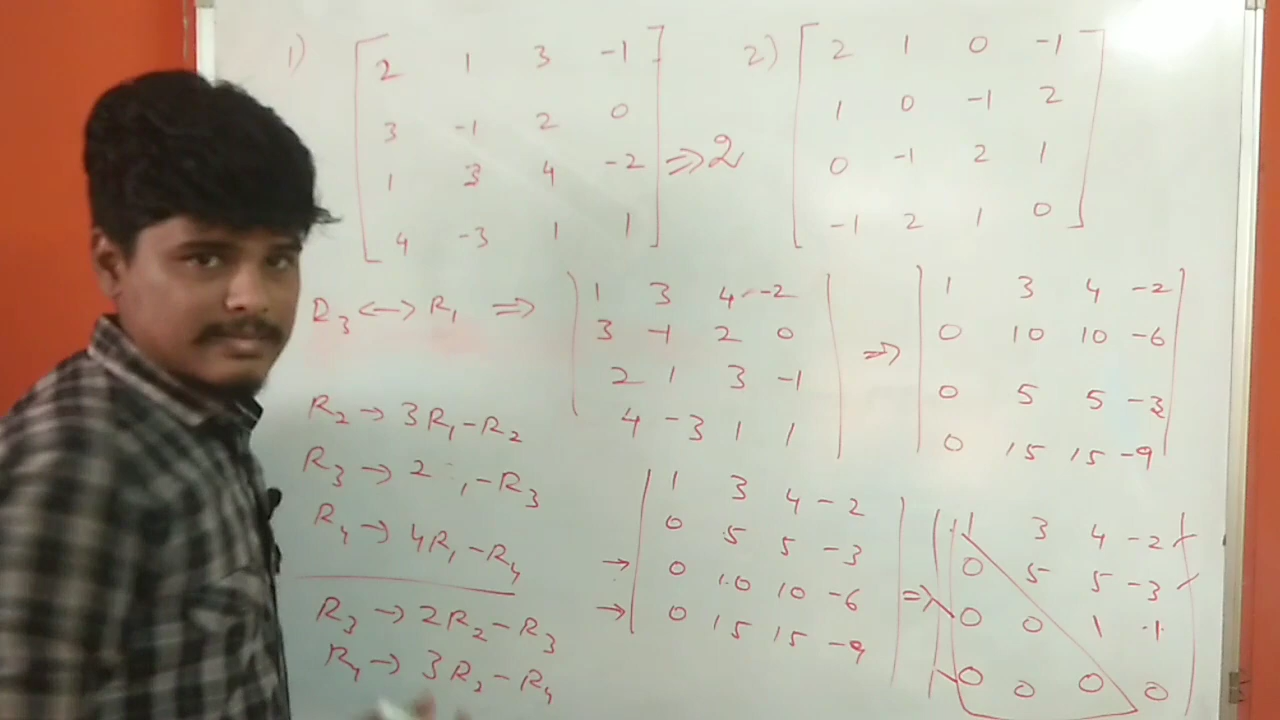 1) 2 1 3 -1
3 -1 2 0
1 3 4 -2
4 -3 1 1
⇒ 2
2) 2 1 0 -1
1 0 -1 2
0 -1 2 1
-1 2 1 0
R3 ↔ R1 ⇒
1 3 4 -2
3 -1 2 0
2 1 3 -1
4 -3 1 1
⇒
1 3 4 -2
0 10 10 -6
0 5 5 -3
0 15 15 -9
R2 → 3R1-R2
R3 → 2 1-R3
R4 → 4R1-R4
R3 → 2R2-R3
R4 → 3R2-R4
1 3 4 -2
0 5 5 -3
→ 0 10 10 -6
→ 0 15 15 -9
⇒
1 3 4 -2
0 5 5 -3
0 0 1 -1
0 0 0 0